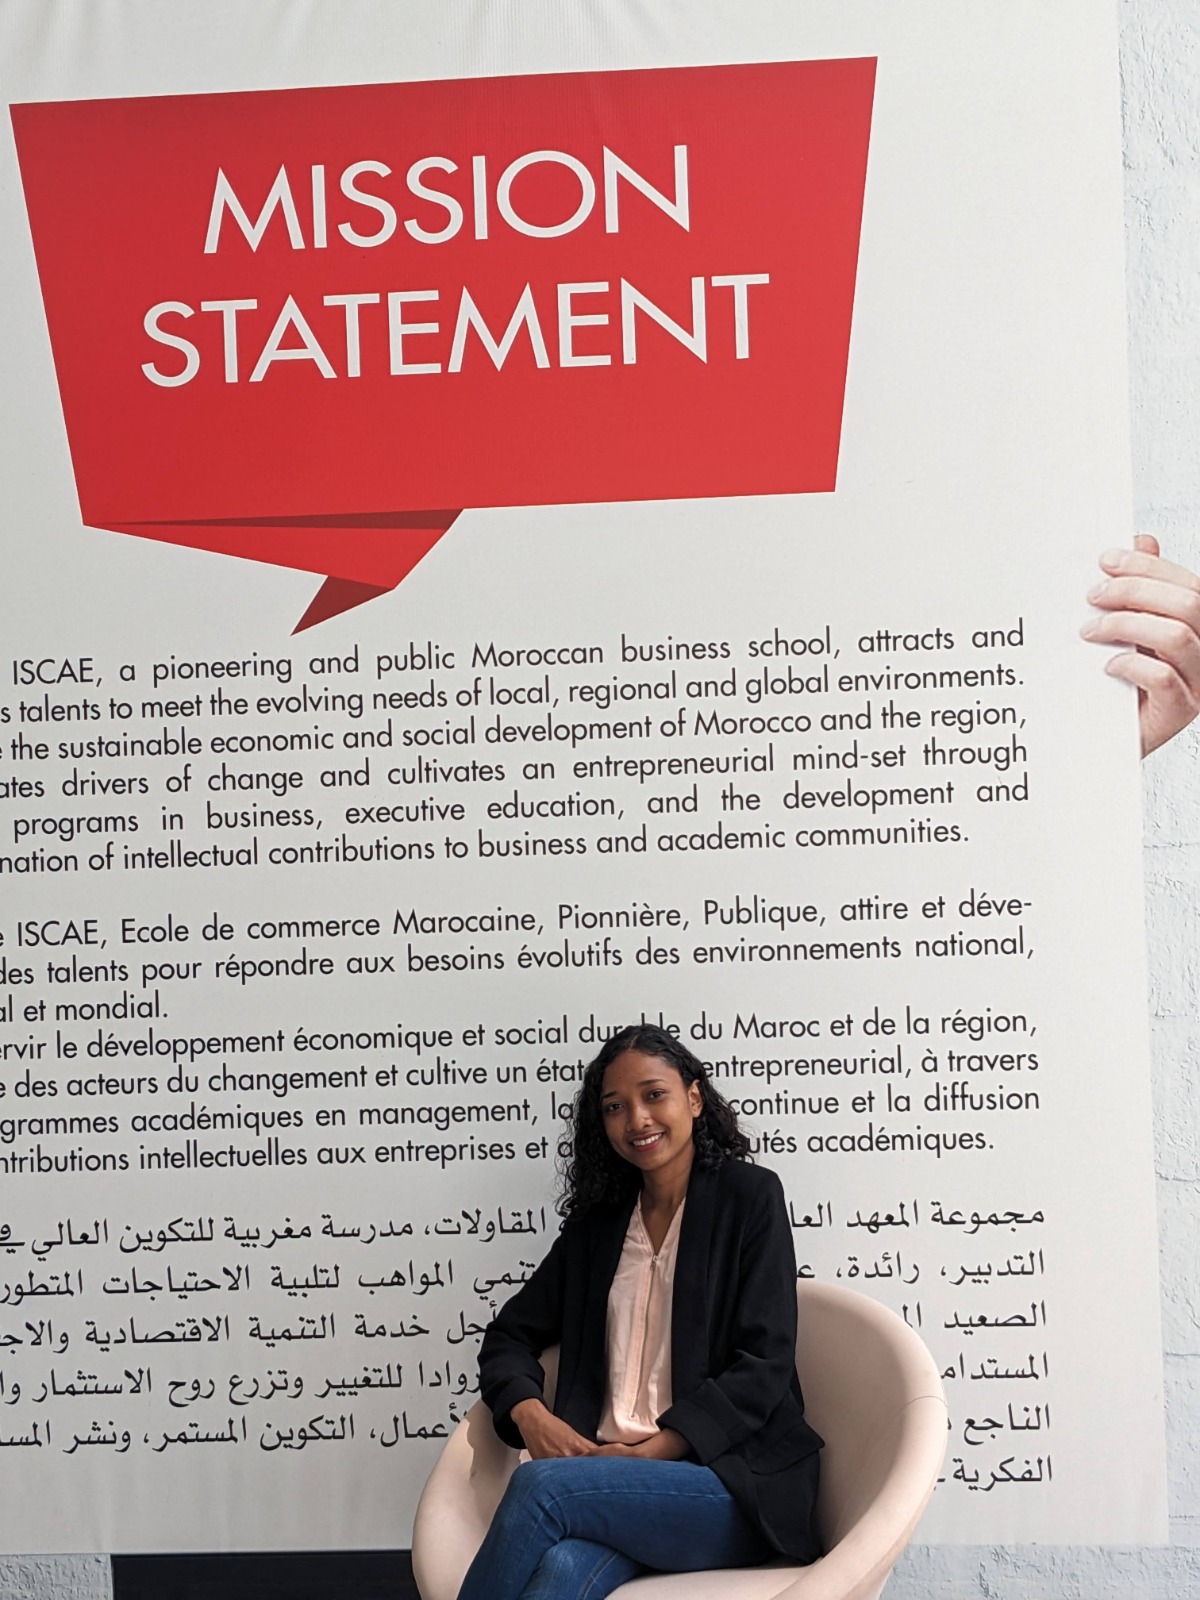 MISSION
STATEMENT
ISCAE, a pioneering and public Moroccan business school, attracts and
talents to meet the evolving needs of local, regional and global environments.
the sustainable economic and social development of Morocco and the region,
drivers of change and cultivates an entrepreneurial mind-set through
programs in business, executive education, and the development and
of intellectual contributions to business and academic communities.
ISCAE, Ecole de commerce Marocaine, Pionnière, Publique, attire et déve-
des talents pour répondre aux besoins évolutifs des environnements national,
et mondial.
le développement économique et social du Maroc et de la région,
des acteurs du changement et cultive un état entrepreneurial, à travers
académiques en management, continue et la diffusion
intellectuelles aux entreprises et académiques.
مجموعة المعهد المقاولات، مدرسة مغربية للتكوين العالي في
التدبير، رائدة، تنمي المواهب لتلبية الاحتياجات
الصعيد أجل خدمة التنمية الاقتصادية
روادا للتغيير وتزرع روح الاستثمار
الناجع الأعمال، التكوين المستمر، ونشر
الفكرية